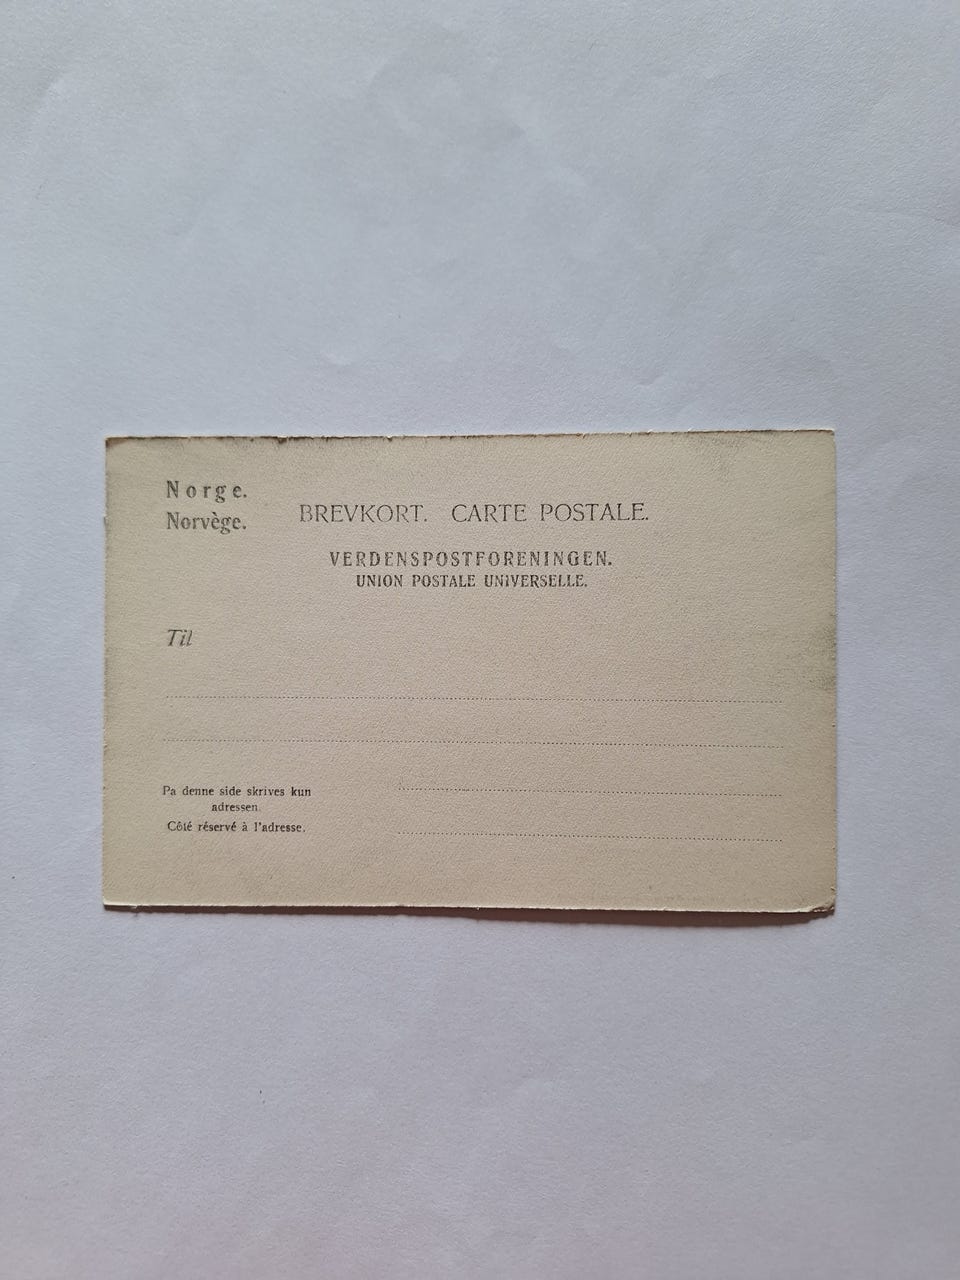 Norge.
Norvège.
BREVKORT. CARTE POSTALE.
VERDENSPOSTFORENINGEN.
UNION POSTALE UNIVERSELLE.
Til
Pa denne side skrives kun
adressen.
Côté réservé à l'adresse.